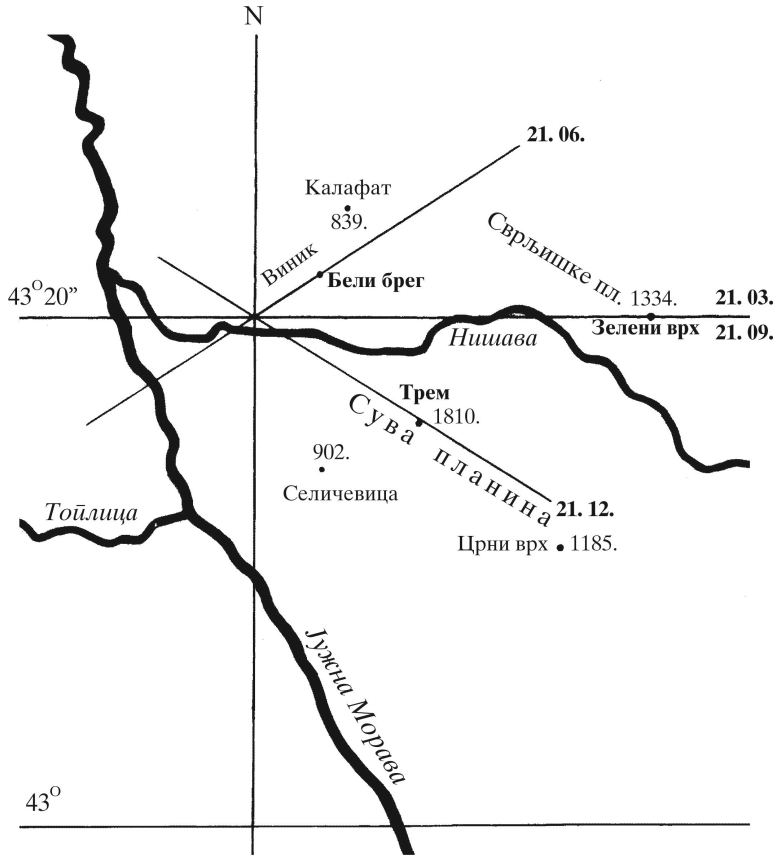 N
21. 06.
Калафат
839.
Виник
Бели брег
Сврљишке пл. 1334.
43° 20”
21. 03.
Зелени врх
21. 09.
Нишава
Трем
1810.
Сува планина
902.
Селичевица
21. 12.
Топлица
Црни врх
1185.
Јужна Морава
43°